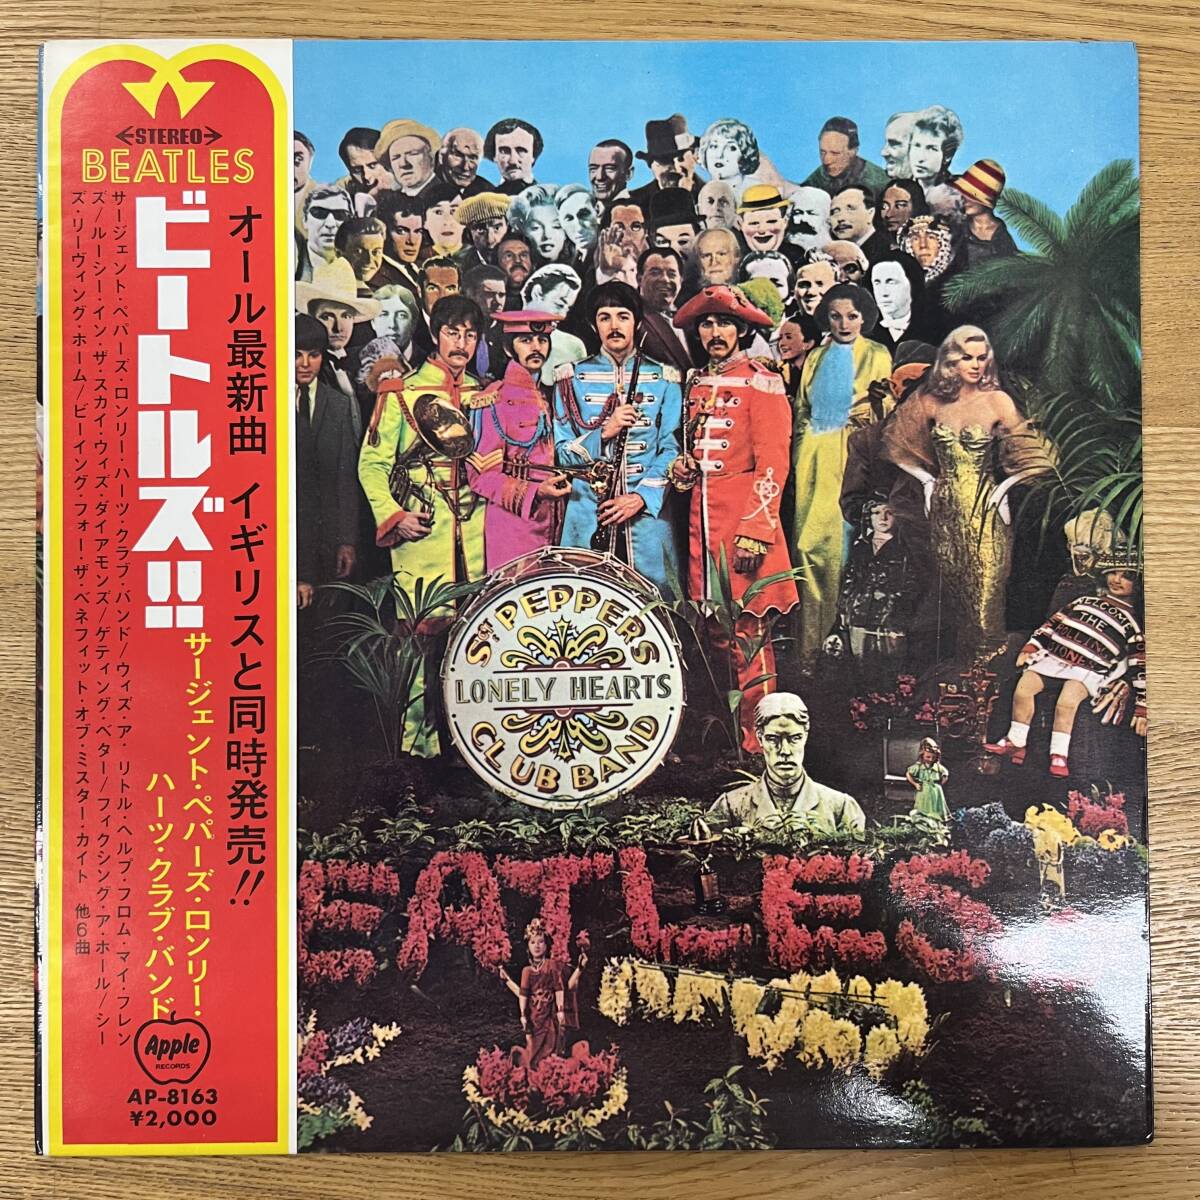 STEREO
BEATLES
オール最新曲 イギリスと同時発売!!
ビートルズ!!
サージェント・ペパーズ・ロンリー・
ハーツ・クラブ・バンド
サージェント・ペパーズ・ロンリー・ハーツ・クラブ・バンド/ウィズ・ア・リトル・ヘルプ・フロム・マイ・フレン
ズ/ルーシー・イン・ザ・スカイ・ウィズ・ダイアモンズ/ゲティング・ベター/フィクシング・ア・ホール/シー
ズ・リーヴィング・ホーム/ビーイング・フォー・ザ・ベネフィット・オブ・ミスター・カイト 他6曲
Apple
RECORDS
AP-8163
¥2,000
SGT PEPPERS
LONELY HEARTS
CLUB BAND
WELCOME
THE
EATLES